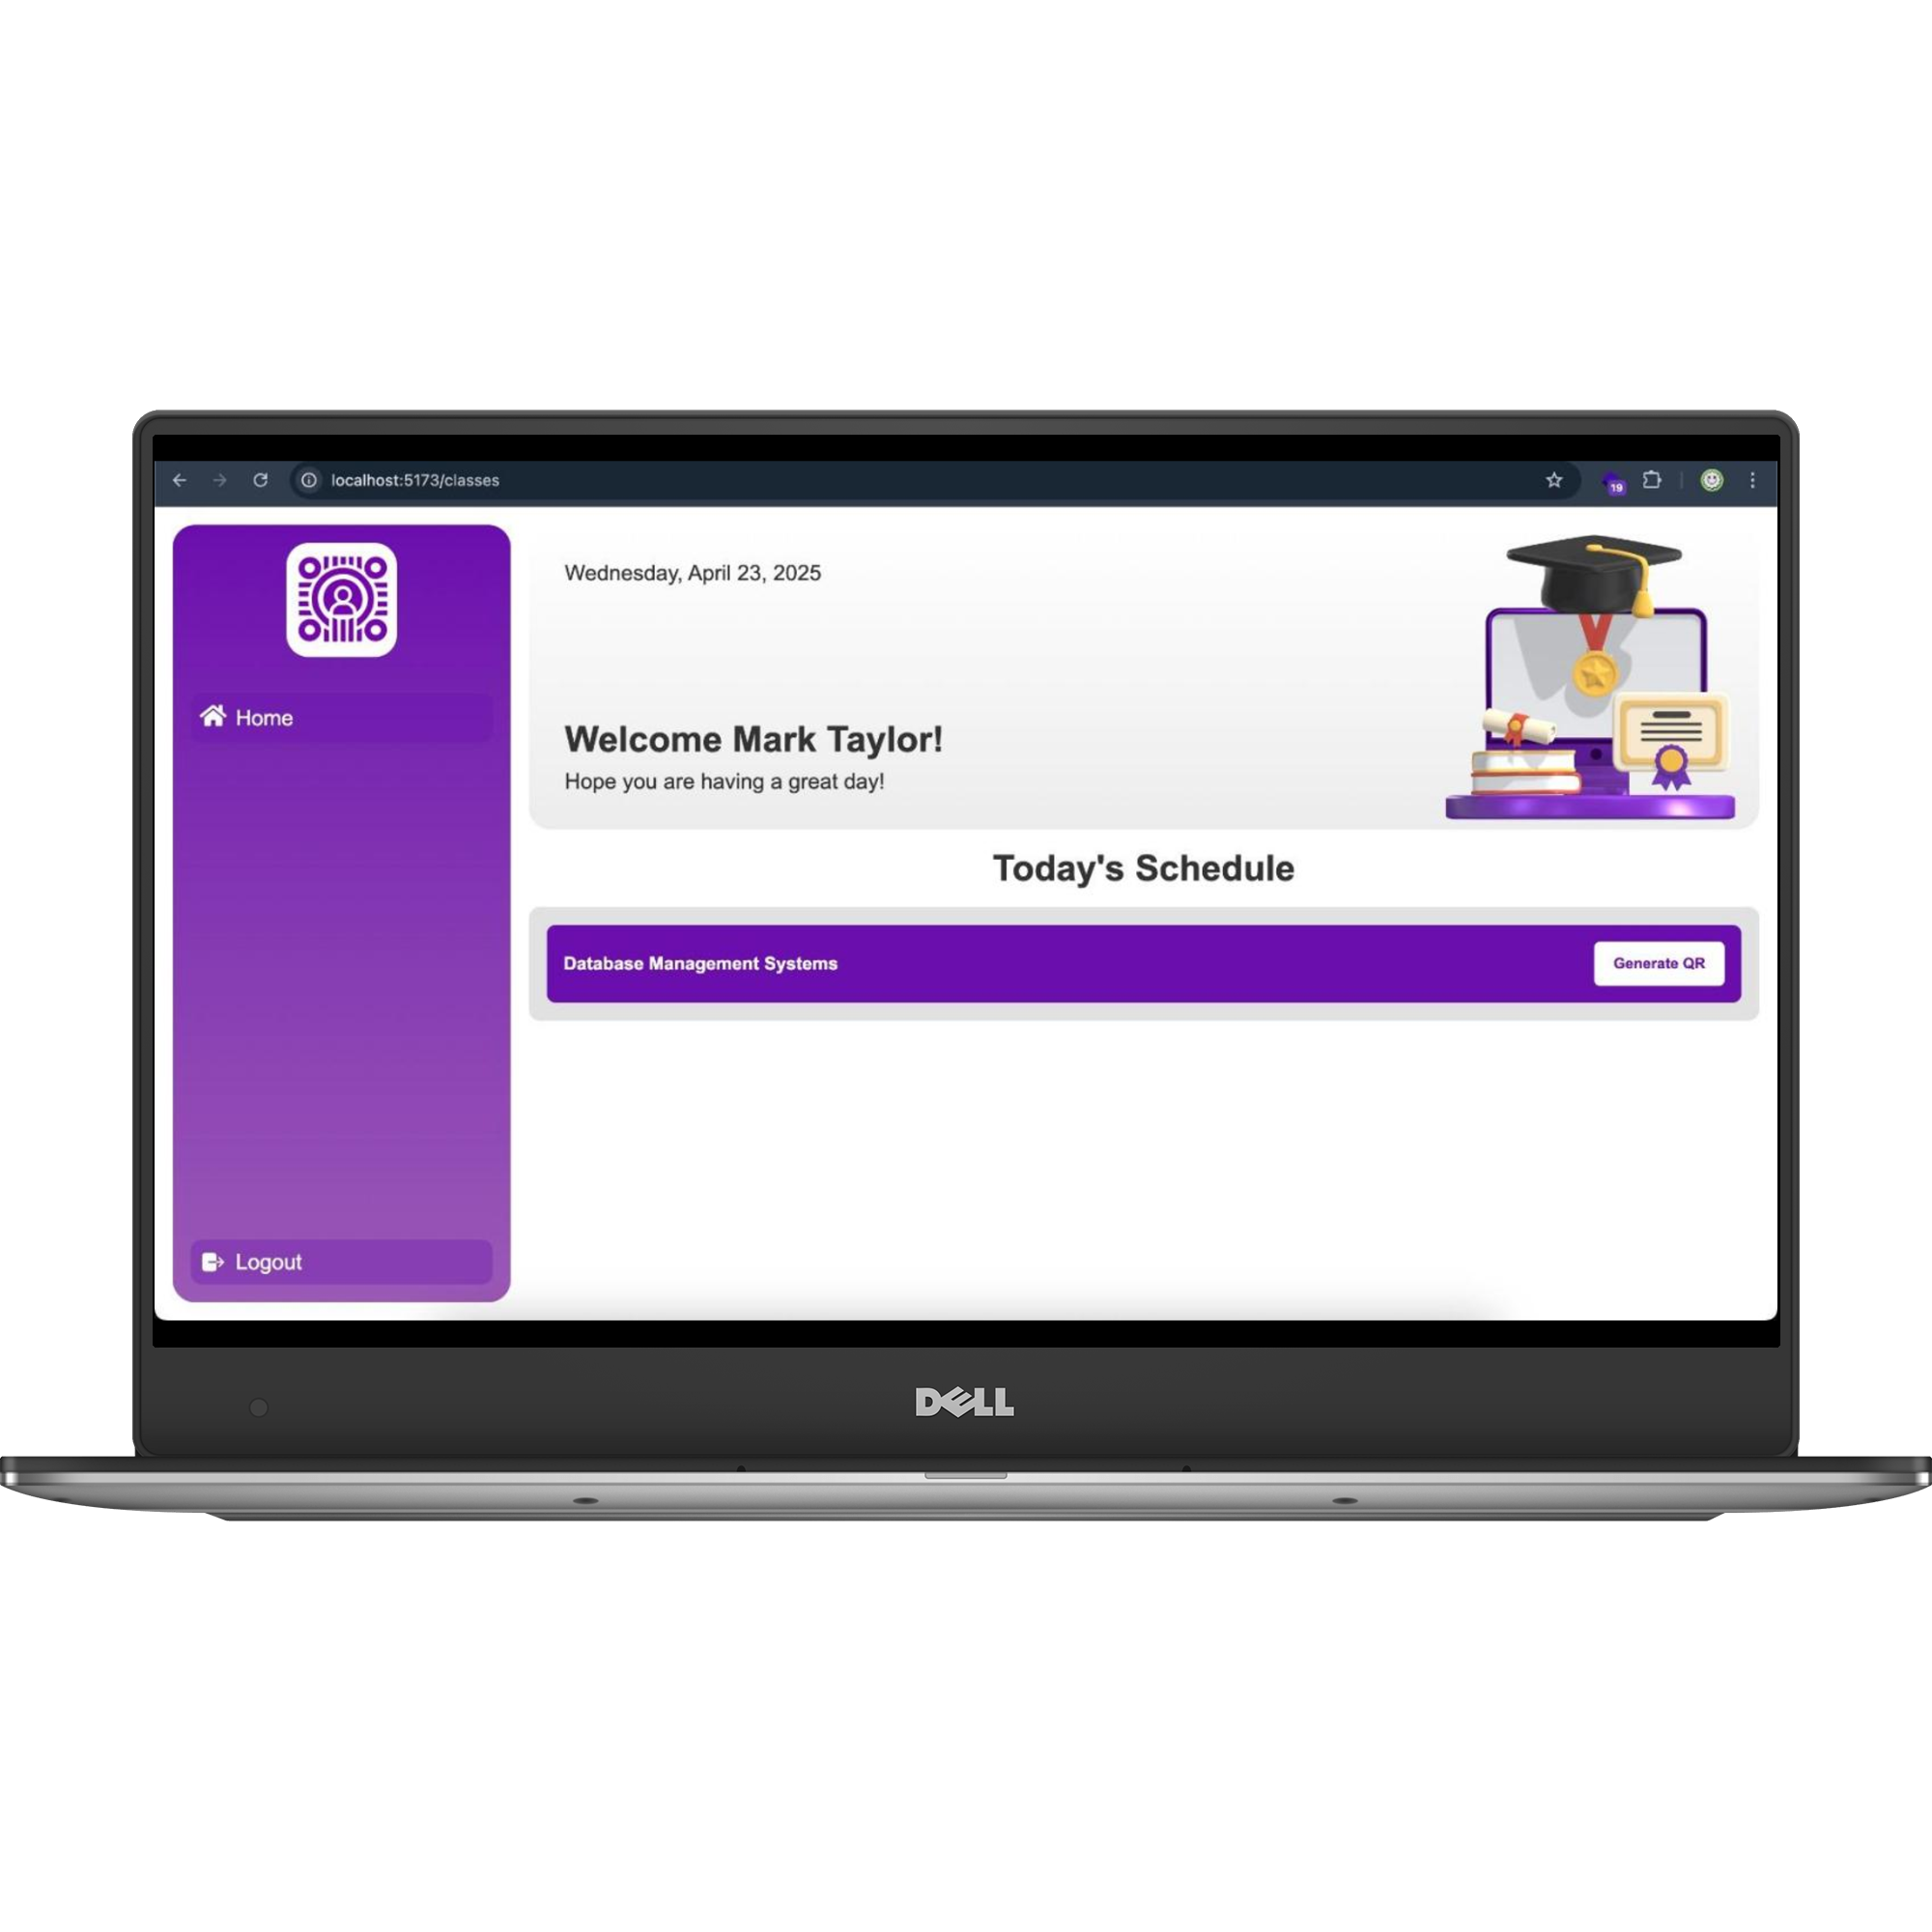 localhost:5173/classes
19
Wednesday, April 23, 2025
Home
Welcome Mark Taylor!
Hope you are having a great day!
Today's Schedule
Database Management Systems
Generate QR
Logout
DELL